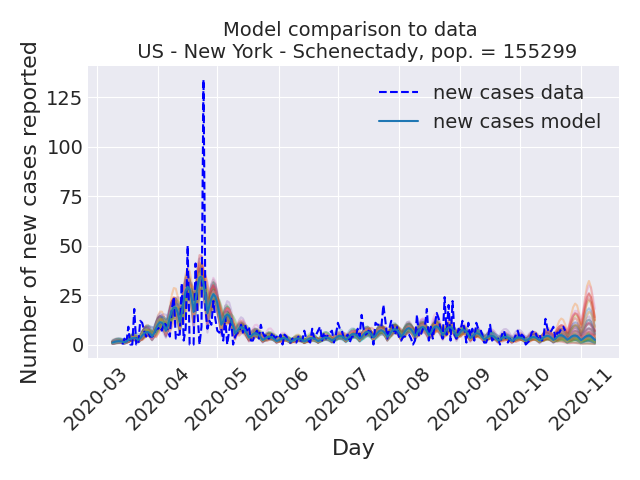 Model comparison to data
US - New York - Schenectady, pop. = 155299
new cases data
new cases model
Number of new cases reported
125
100
75
50
25
0
2020-03
2020-04
2020-05
2020-06
2020-07
2020-08
2020-09
2020-10
2020-11
Day